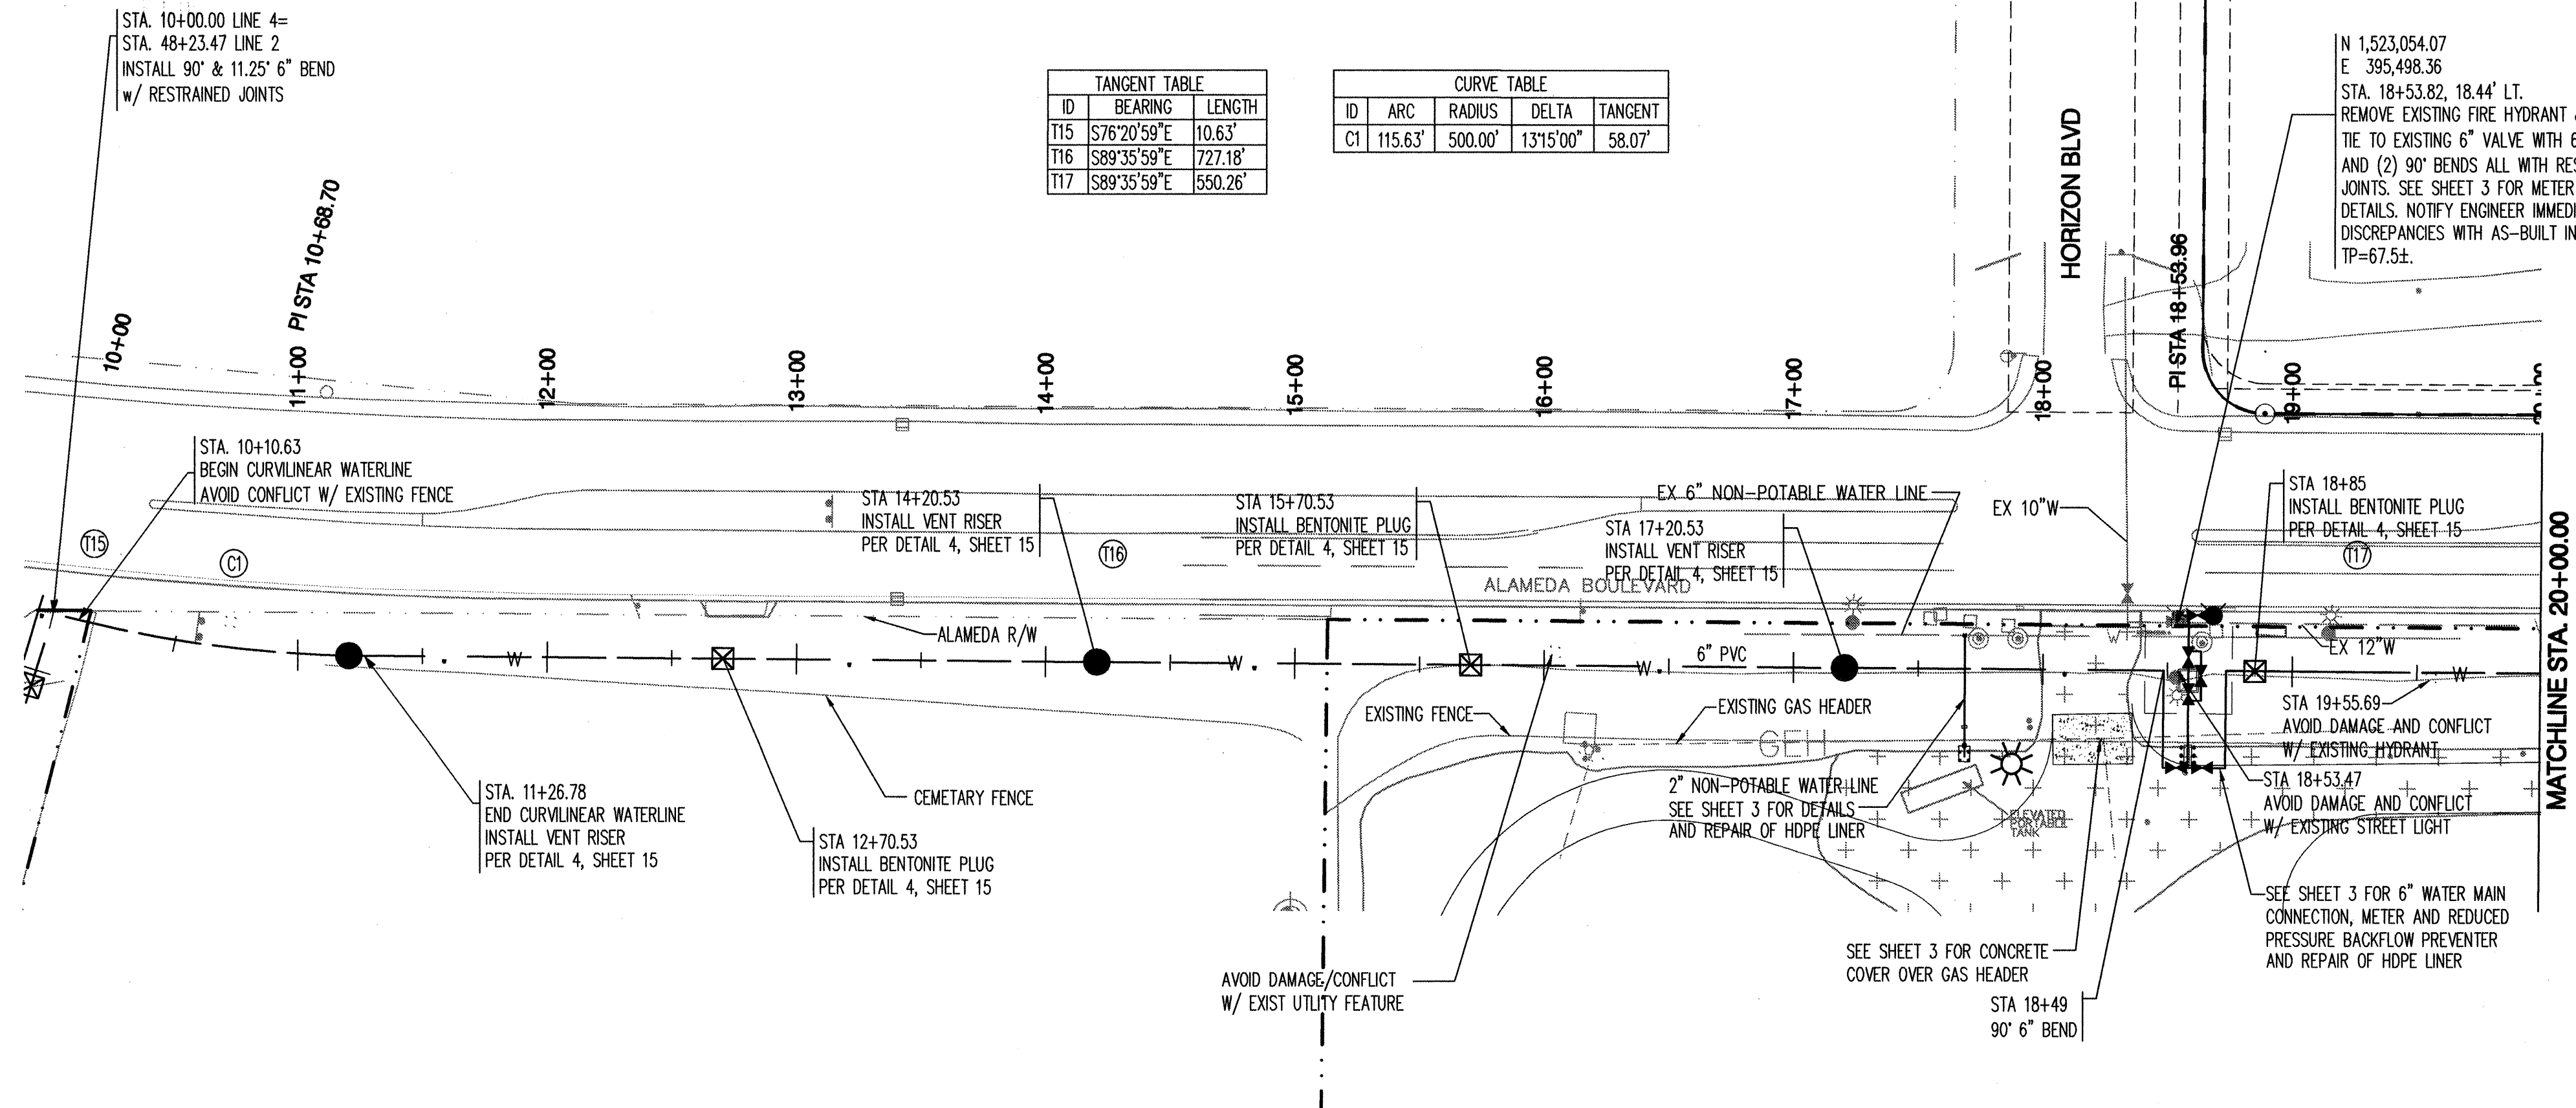 STA. 10+00.00 LINE 4=
STA. 48+23.47 LINE 2
INSTALL 90° & 11.25° 6" BEND
w/ RESTRAINED JOINTS
TANGENT TABLE
ID BEARING LENGTH
T15 S76°20'59"E 10.63'
T16 S89°35'59"E 727.18'
T17 S89°35'59"E 550.26'
CURVE TABLE
ID ARC RADIUS DELTA TANGENT
C1 115.63' 500.00' 13°15'00" 58.07'
HORIZON BLVD
N 1,523,054.07
E 395,498.36
STA. 18+53.82, 18.44' LT.
REMOVE EXISTING FIRE HYDRANT
TIE TO EXISTING 6" VALVE WITH 6
AND (2) 90° BENDS ALL WITH RES
JOINTS. SEE SHEET 3 FOR METER
DETAILS. NOTIFY ENGINEER IMMEDI
DISCREPANCIES WITH AS-BUILT IN
TP=67.5±.
PI STA 10+68.70
PI STA 18+53.96
10+00
11+00
12+00
13+00
14+00
15+00
16+00
17+00
18+00
19+00
STA. 10+10.63
BEGIN CURVILINEAR WATERLINE
AVOID CONFLICT W/ EXISTING FENCE
T15
C1
STA 14+20.53
INSTALL VENT RISER
PER DETAIL 4, SHEET 15
T16
STA 15+70.53
INSTALL BENTONITE PLUG
PER DETAIL 4, SHEET 15
EX 6" NON-POTABLE WATER LINE
STA 17+20.53
INSTALL VENT RISER
PER DETAIL 4, SHEET 15
EX 10"W
STA 18+85
INSTALL BENTONITE PLUG
PER DETAIL 4, SHEET 15
T17
ALAMEDA BOULEVARD
MATCHLINE STA. 20+00.00
ALAMEDA R/W
EX 12"W
W
W
W
6" PVC
W
W
EXISTING FENCE
EXISTING GAS HEADER
GEH
STA 19+55.69
AVOID DAMAGE AND CONFLICT
W/ EXISTING HYDRANT
STA. 11+26.78
END CURVILINEAR WATERLINE
INSTALL VENT RISER
PER DETAIL 4, SHEET 15
CEMETARY FENCE
STA 12+70.53
INSTALL BENTONITE PLUG
PER DETAIL 4, SHEET 15
2" NON-POTABLE WATER LINE
SEE SHEET 3 FOR DETAILS
AND REPAIR OF HDPE LINER
ELEVATED
PORTABLE
TANK
STA 18+53.47
AVOID DAMAGE AND CONFLICT
W/ EXISTING STREET LIGHT
SEE SHEET 3 FOR 6" WATER MAIN
CONNECTION, METER AND REDUCED
PRESSURE BACKFLOW PREVENTER
AND REPAIR OF HDPE LINER
SEE SHEET 3 FOR CONCRETE
COVER OVER GAS HEADER
AVOID DAMAGE/CONFLICT
W/ EXIST UTLITY FEATURE
STA 18+49
90° 6" BEND